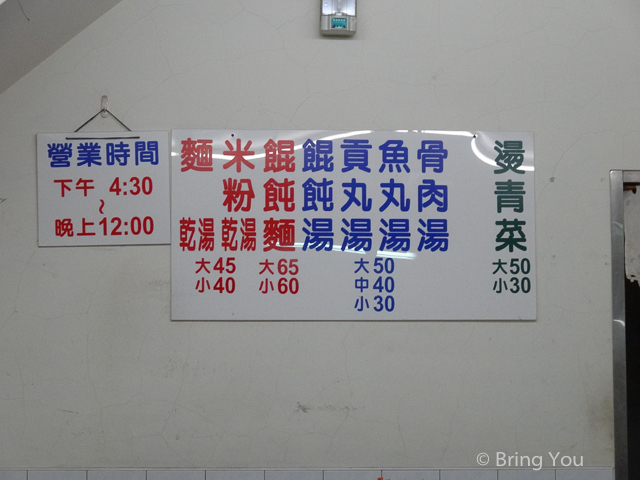 營業時間
下午 4:30
~
晚上12:00
麵 乾湯
米粉 乾湯
大45
小40
餛飩麵
大65
小60
餛飩湯
貢丸湯
魚丸湯
骨肉湯
大50
中40
小30
燙青菜
大50
小30
© Bring You